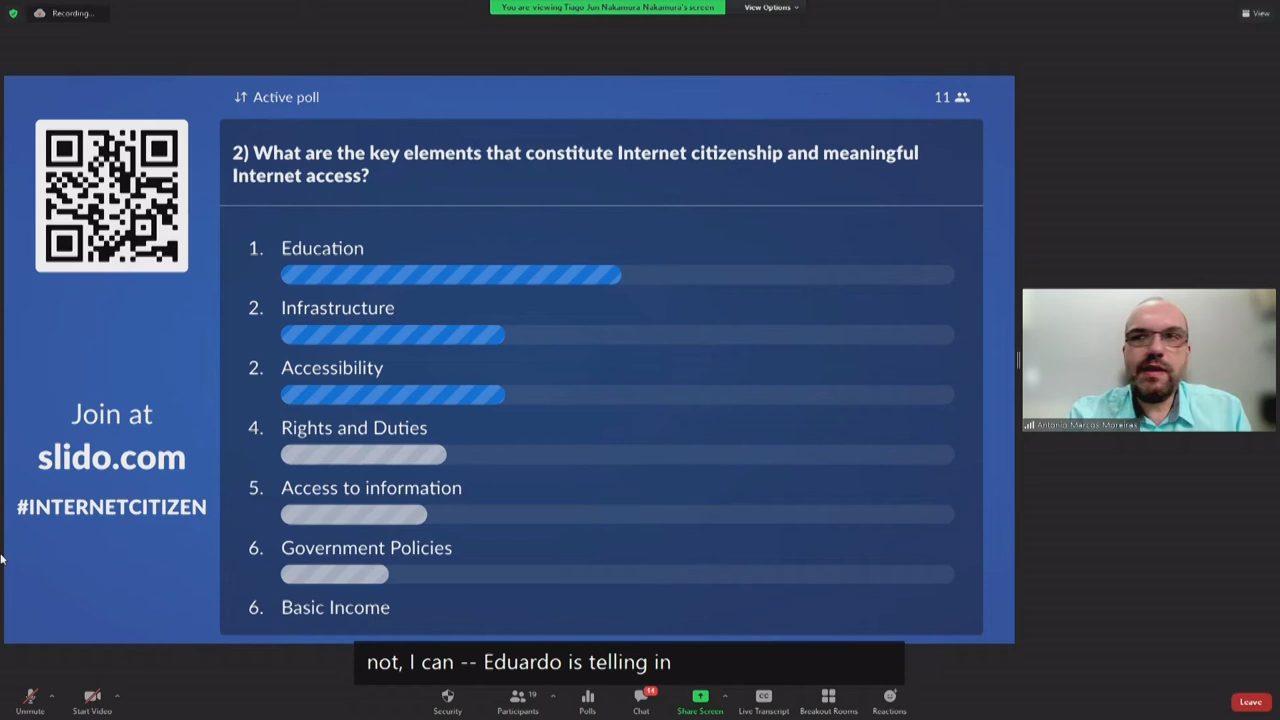 Recording...
You are viewing Tiago Jun Nakamura Nakamura's screen
View Options
View
Active poll
11
2) What are the key elements that constitute Internet citizenship and meaningful
Internet access?
1. Education
2. Infrastructure
2. Accessibility
4. Rights and Duties
5. Access to information
6. Government Policies
6. Basic Income
Join at
slido.com
#INTERNETCITIZEN
Antonio Marcos Moreiras
not, I can -- Eduardo is telling in
Unmute
Start Video
Security
19
Participants
Polls
14
Chat
Share Screen
CC
Live Transcript
Breakout Rooms
Reactions
Leave